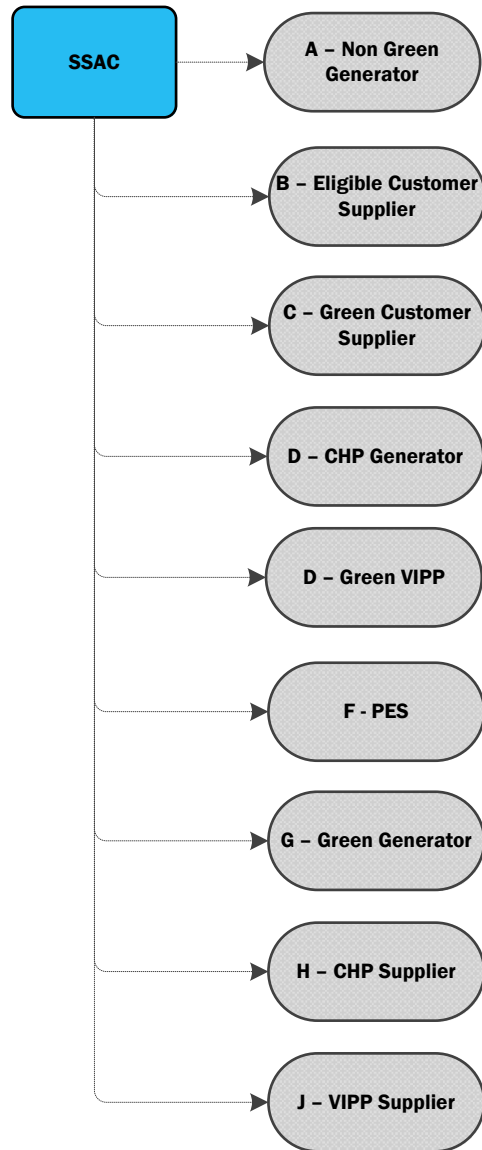 SSAC
A – Non Green
Generator
B – Eligible Customer
Supplier
C – Green Customer
Supplier
D – CHP Generator
D – Green VIPP
F - PES
G – Green Generator
H – CHP Supplier
J – VIPP Supplier